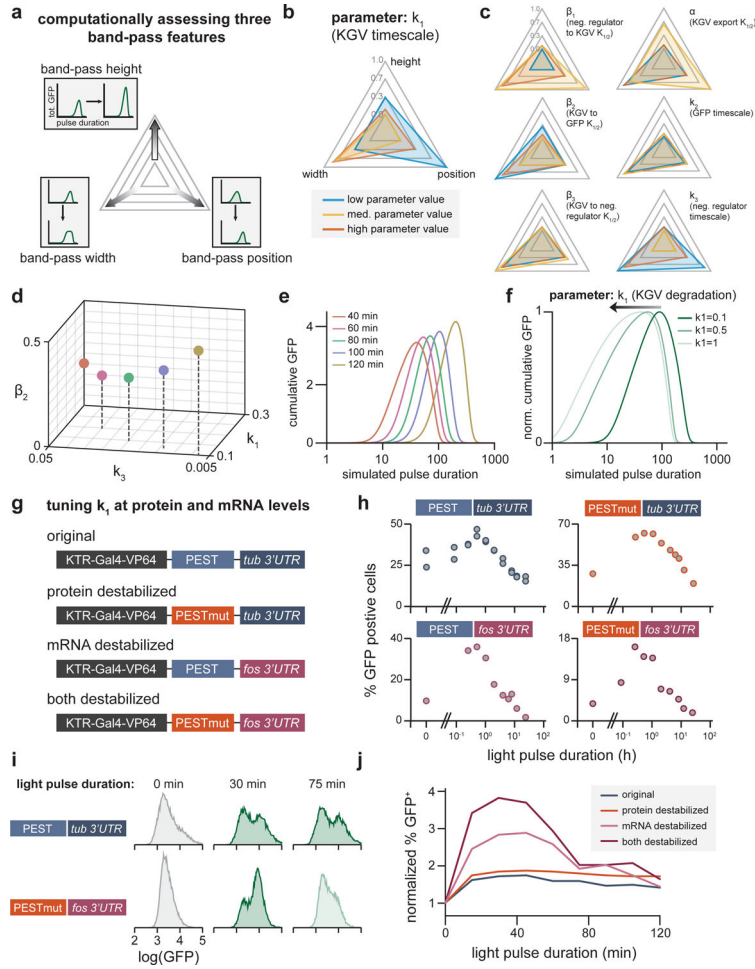 a
computationally assessing three
band-pass features
band-pass height
tot. GFP
pulse duration
band-pass width
band-pass position
b
parameter: k1
(KGV timescale)
1.0
height
0.7
0.3
width
position
low parameter value
med. parameter value
high parameter value
c
1.0
0.7
0.3
β1
(neg. regulator
to KGV K1/2)
α
(KGV export K1/2)
β2
(KGV to
GFP K1/2)
k2
(GFP timescale)
(KGV to neg.
regulator K1/2)
k3
(neg. regulator
timescale)
d
0.5
β2
0
0.05
k3
0.005
0.1
k1
0.3
e
40 min
60 min
80 min
100 min
120 min
cumulative GFP
4
2
0
1
10
100
1000
simulated pulse duration
f
parameter: k1 (KGV degradation)
k1=0.1
k1=0.5
k1=1
norm. cumulative GFP
1
0
1
10
100
1000
simulated pulse duration
g
tuning k1 at protein and mRNA levels
original
KTR-Gal4-VP64 PEST tub 3'UTR
protein destabilized
KTR-Gal4-VP64 PESTmut tub 3'UTR
mRNA destabilized
KTR-Gal4-VP64 PEST fos 3'UTR
both destabilized
KTR-Gal4-VP64 PESTmut fos 3'UTR
h
PEST tub 3'UTR
50
25
0
PESTmut tub 3'UTR
70
35
0
% GFP postive cells
PEST fos 3'UTR
40
20
0
0 10-1 100 101 102
PESTmut fos 3'UTR
18
9
0
0 10-1 100 101 102
light pulse duration (h)
i
light pulse duration: 0 min 30 min 75 min
PEST tub 3'UTR
PESTmut fos 3'UTR
2 3 4 5
log(GFP)
j
normalized % GFP+
4
3
2
1
original
protein destabilized
mRNA destabilized
both destabilized
0 40 80 120
light pulse duration (min)